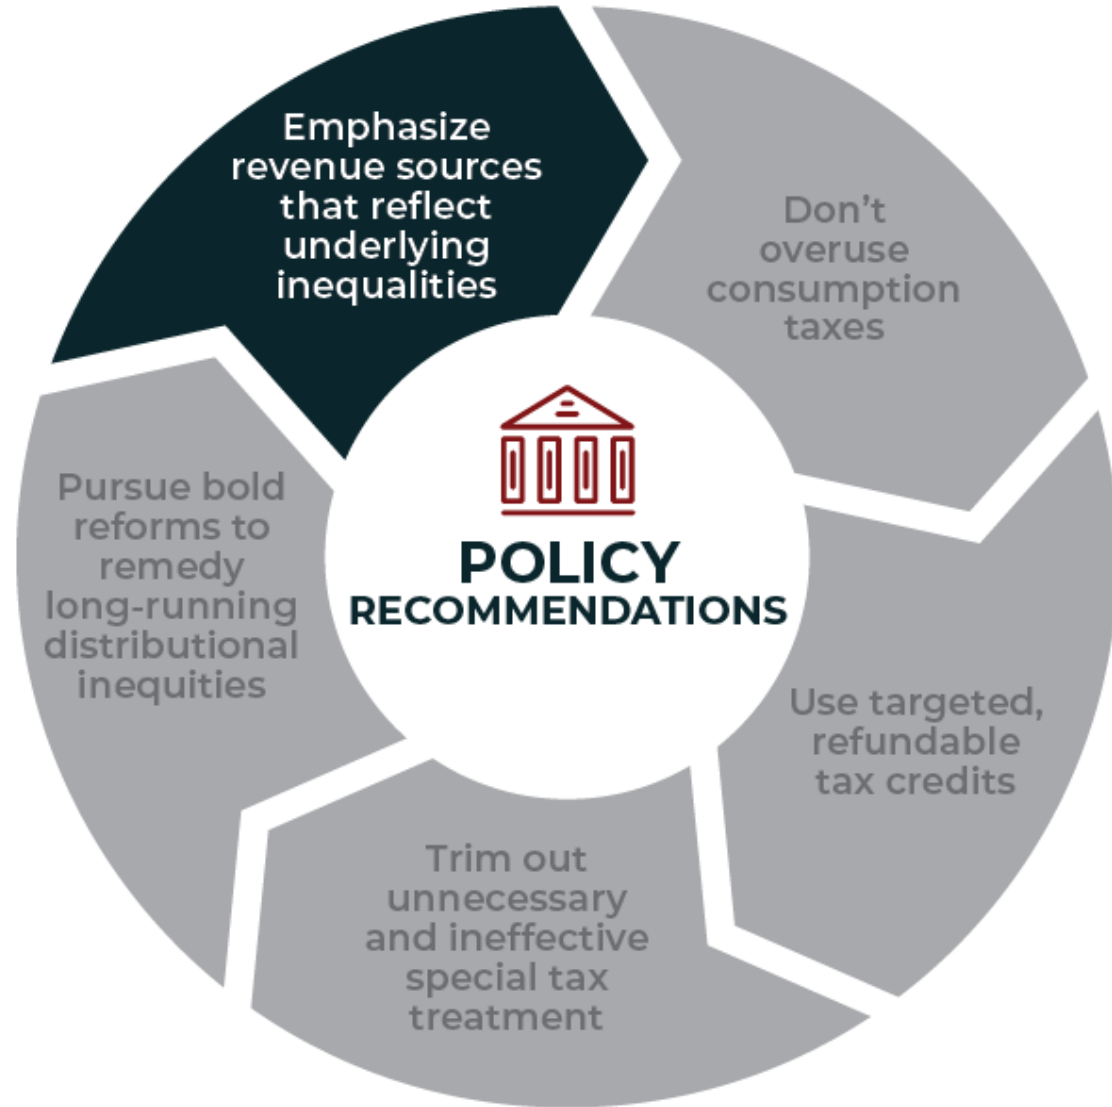 Emphasize
revenue sources
that reflect
underlying
inequalities
Don’t
overuse
consumption
taxes
Use targeted,
refundable
tax credits
Trim out
unnecessary
and ineffective
special tax
treatment
Pursue bold
reforms to
remedy
long-running
distributional
inequities
POLICY
RECOMMENDATIONS